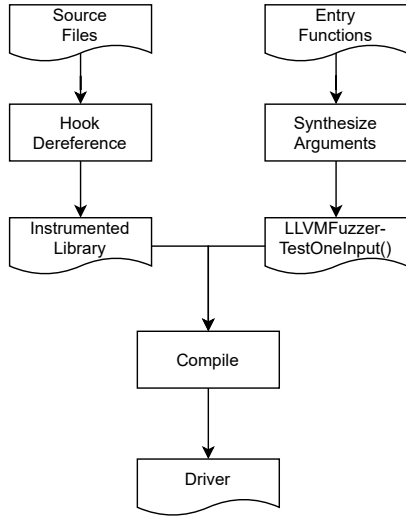 Source
Files
Entry
Functions
Hook
Dereference
Synthesize
Arguments
Instrumented
Library
LLVMFuzzer-
TestOneInput()
Compile
Driver